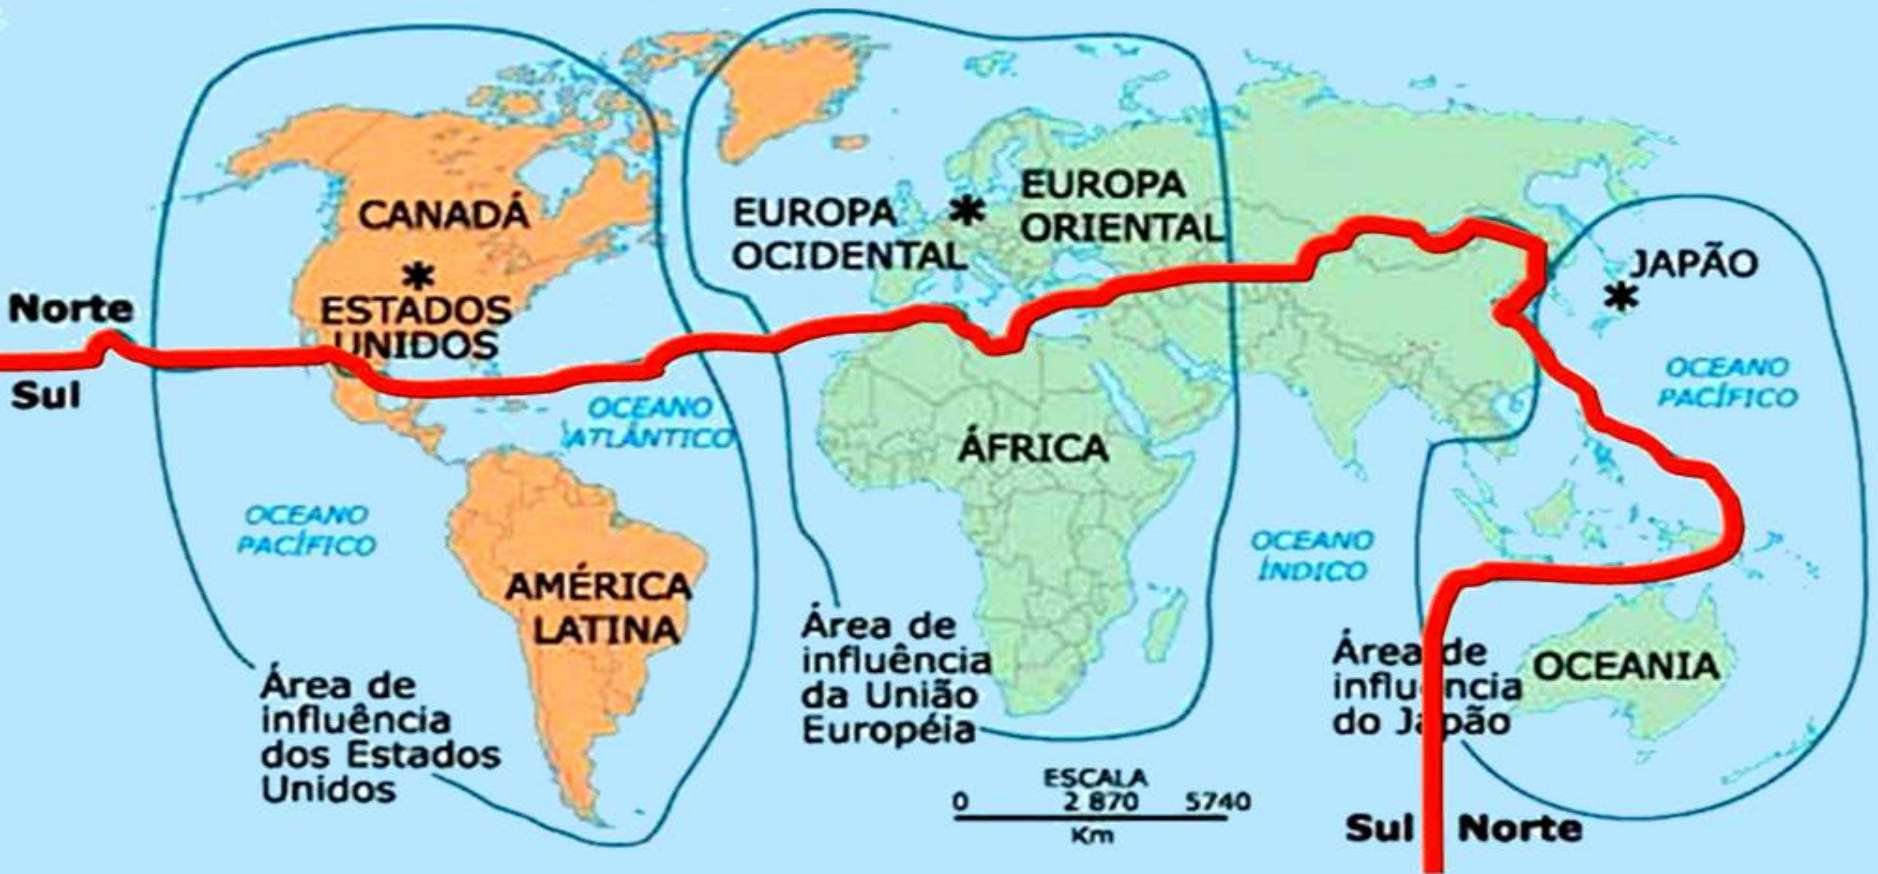 CANADÁ
ESTADOS
UNIDOS
EUROPA
OCIDENTAL
EUROPA
ORIENTAL
JAPÃO
Norte
Sul
OCEANO
ATLÂNTICO
OCEANO
PACÍFICO
ÁFRICA
OCEANO
PACÍFICO
OCEANO
ÍNDICO
AMÉRICA
LATINA
OCEANIA
Área de
influência
dos Estados
Unidos
Área de
influência
da União
Européia
Área de
influência
do Japão
ESCALA
0 2 870 5740
Km
Sul Norte